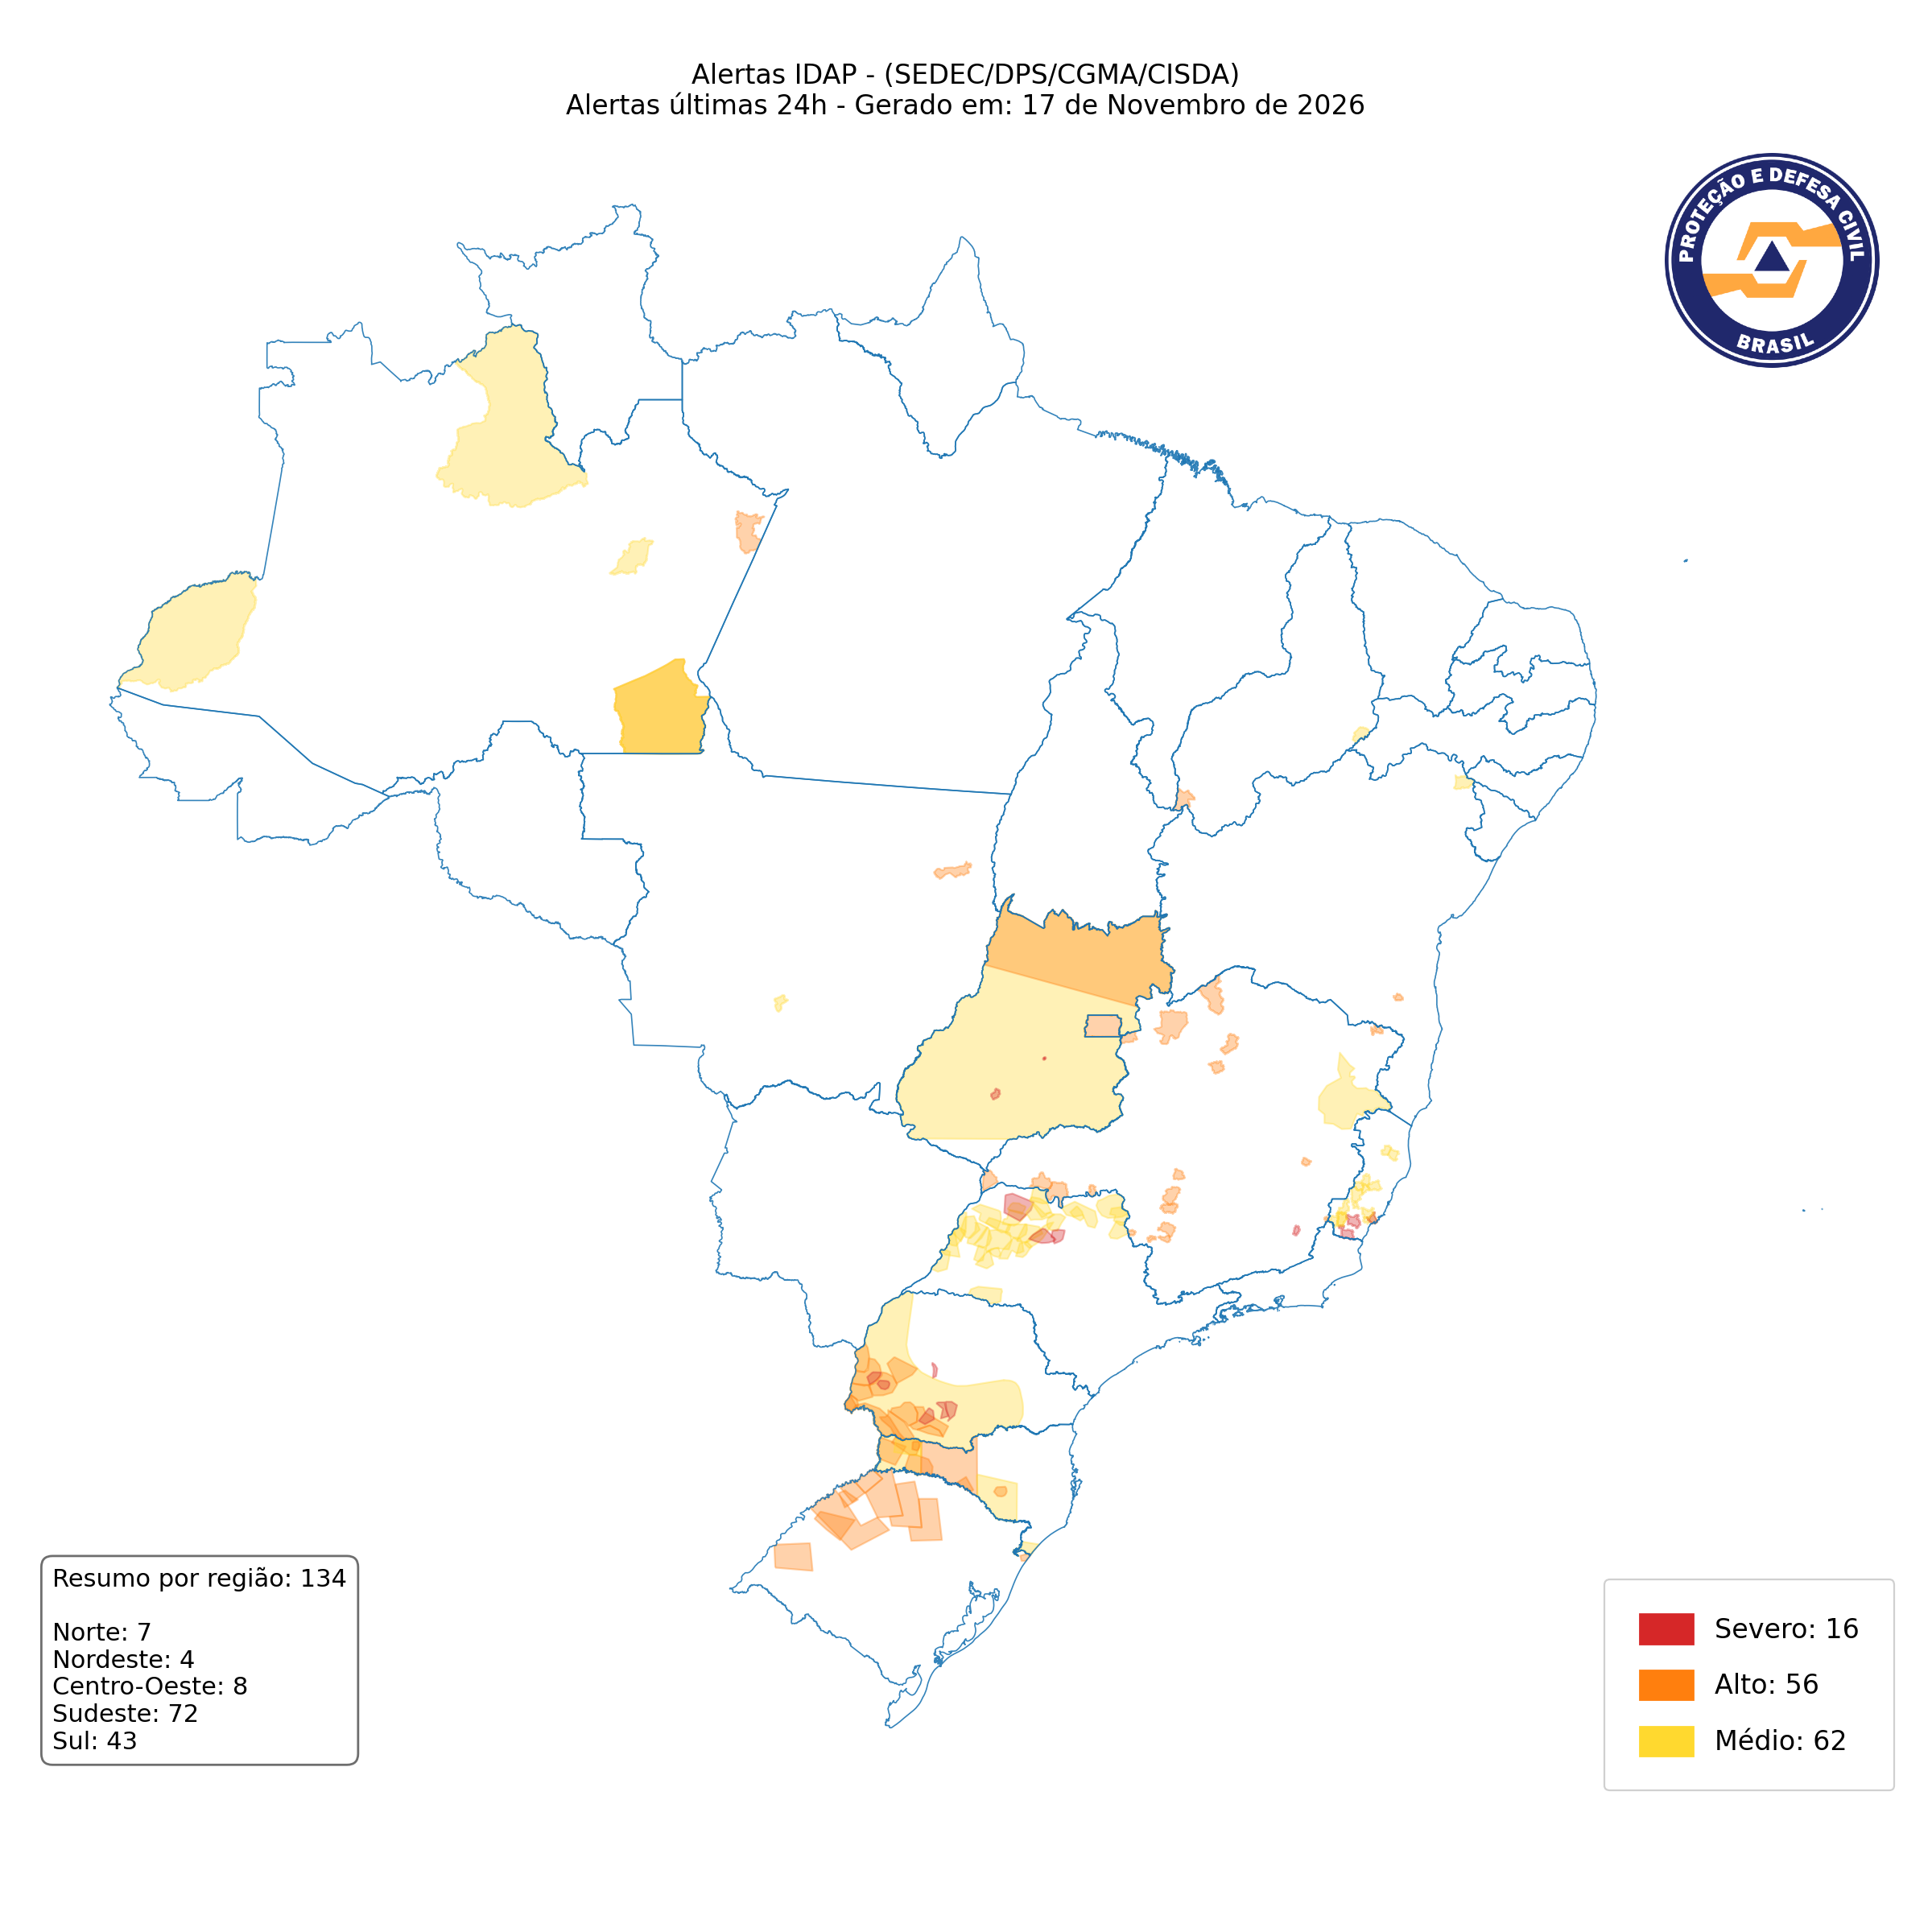 Alertas IDAP - (SEDEC/DPS/CGMA/CISDA)
Alertas últimas 24h - Gerado em: 17 de Novembro de 2026
PROTEÇÃO E DEFESA CIVIL
BRASIL
Resumo por região: 134
Norte: 7
Nordeste: 4
Centro-Oeste: 8
Sudeste: 72
Sul: 43
Severo: 16
Alto: 56
Médio: 62